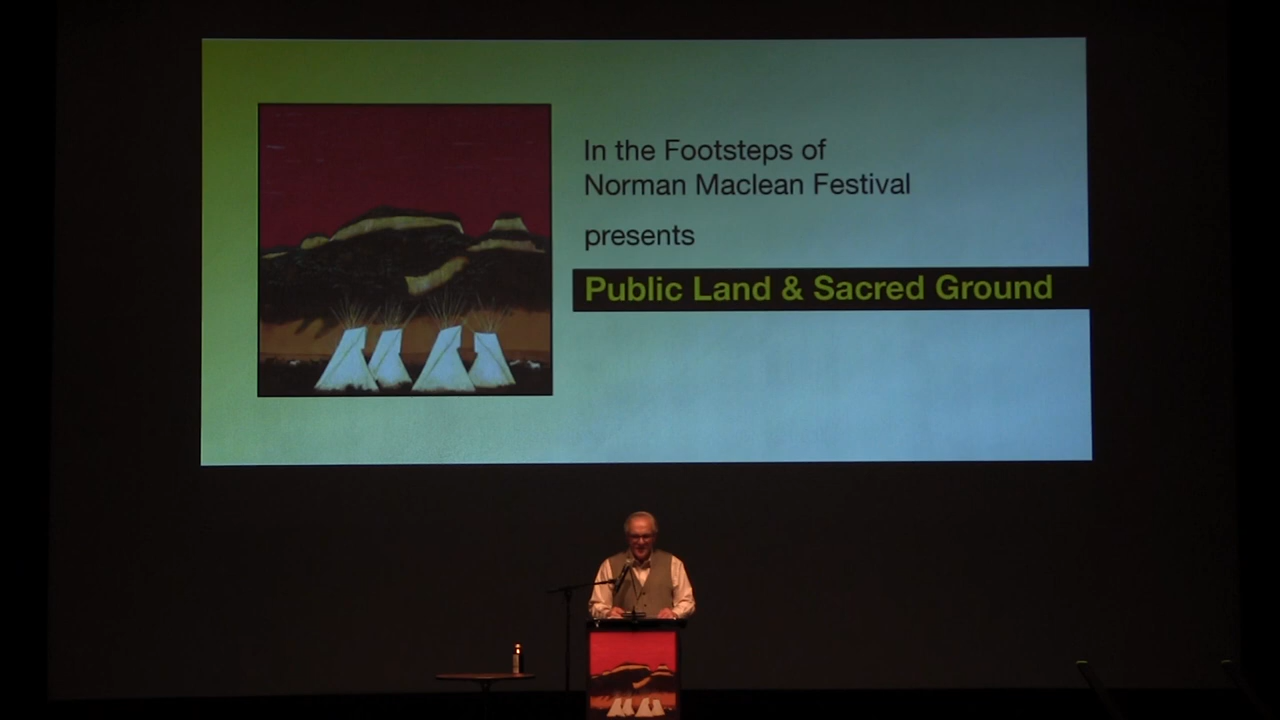 In the Footsteps of
Norman Maclean Festival
presents
Public Land & Sacred Ground